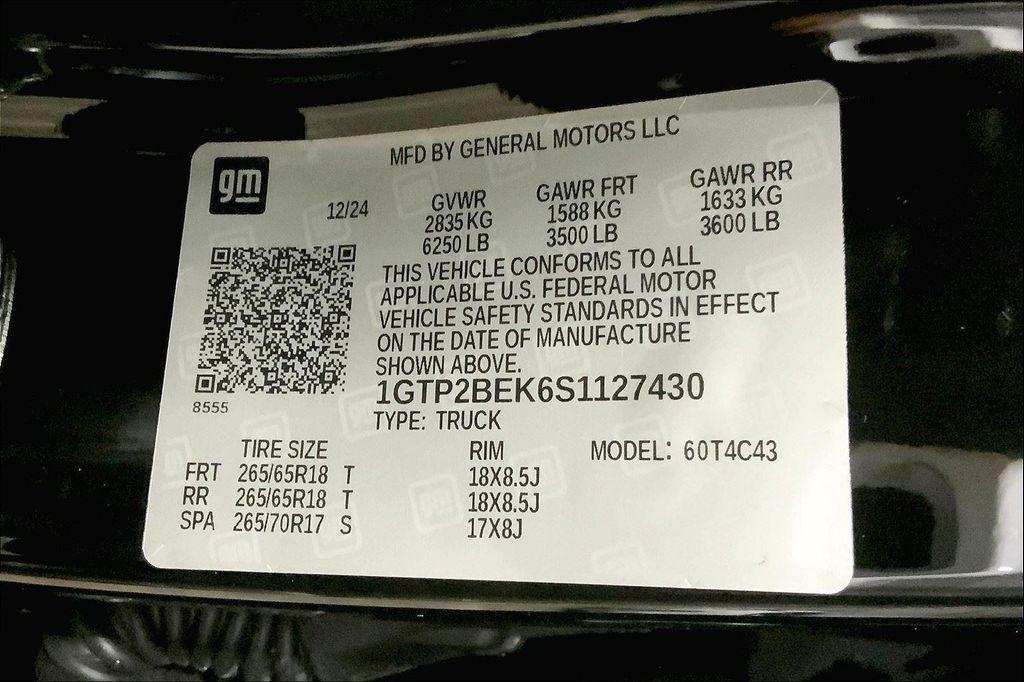 MFD BY GENERAL MOTORS LLC
gm
12/24
GVWR GAWR FRT GAWR RR
2835 KG 1588 KG 1633 KG
6250 LB 3500 LB 3600 LB
THIS VEHICLE CONFORMS TO ALL
APPLICABLE U.S. FEDERAL MOTOR
VEHICLE SAFETY STANDARDS IN EFFECT
ON THE DATE OF MANUFACTURE
SHOWN ABOVE.
1GTP2BEK6S1127430
8555
TYPE: TRUCK
TIRE SIZE RIM MODEL: 60T4C43
FRT 265/65R18 T 18X8.5J
RR 265/65R18 T 18X8.5J
SPA 265/70R17 S 17X8J